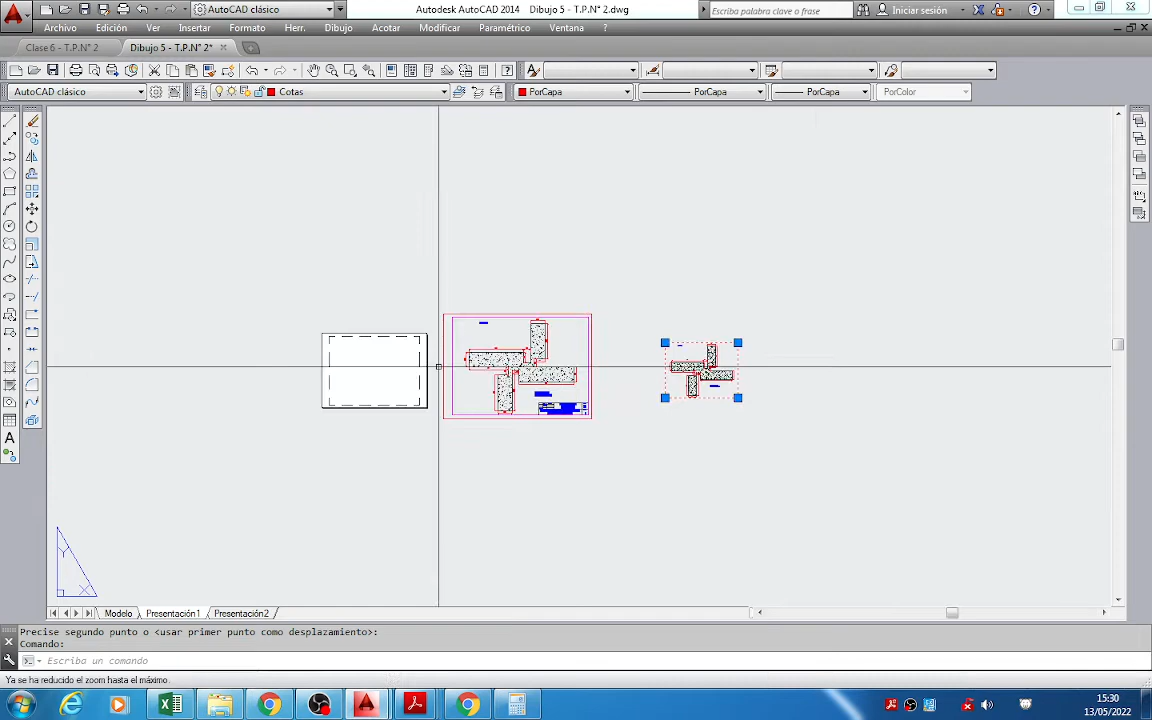 AutoCAD clásico
Autodesk AutoCAD 2014 Dibujo 5 - T.P.N° 2.dwg
Escriba palabra clave o frase
Iniciar sesión
Archivo Edición Ver Insertar Formato Herr. Dibujo Acotar Modificar Paramétrico Ventana ?
Clase 6 - T.P.N° 2
Dibujo 5 - T.P.N° 2*
AutoCAD clásico
Cotas
PorCapa
PorCapa
PorCapa
PorColor
A
Y
X
Modelo Presentación1 Presentación2
Precise segundo punto o <usar primer punto como desplazamiento>:
Comando:
Escriba un comando
Ya se ha reducido el zoom hasta el máximo.
15:30
13/05/2022